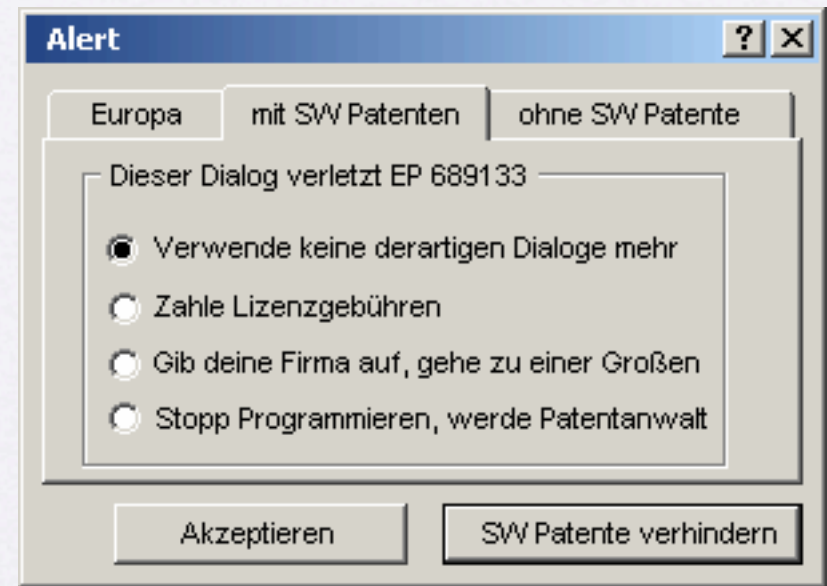 Alert
Europa
mit SW Patenten
ohne SW Patente
Dieser Dialog verletzt EP 689133
Verwende keine derartigen Dialoge mehr
Zahle Lizenzgebühren
Gib deine Firma auf, gehe zu einer Großen
Stopp Programmieren, werde Patentanwalt
Akzeptieren
SW Patente verhindern